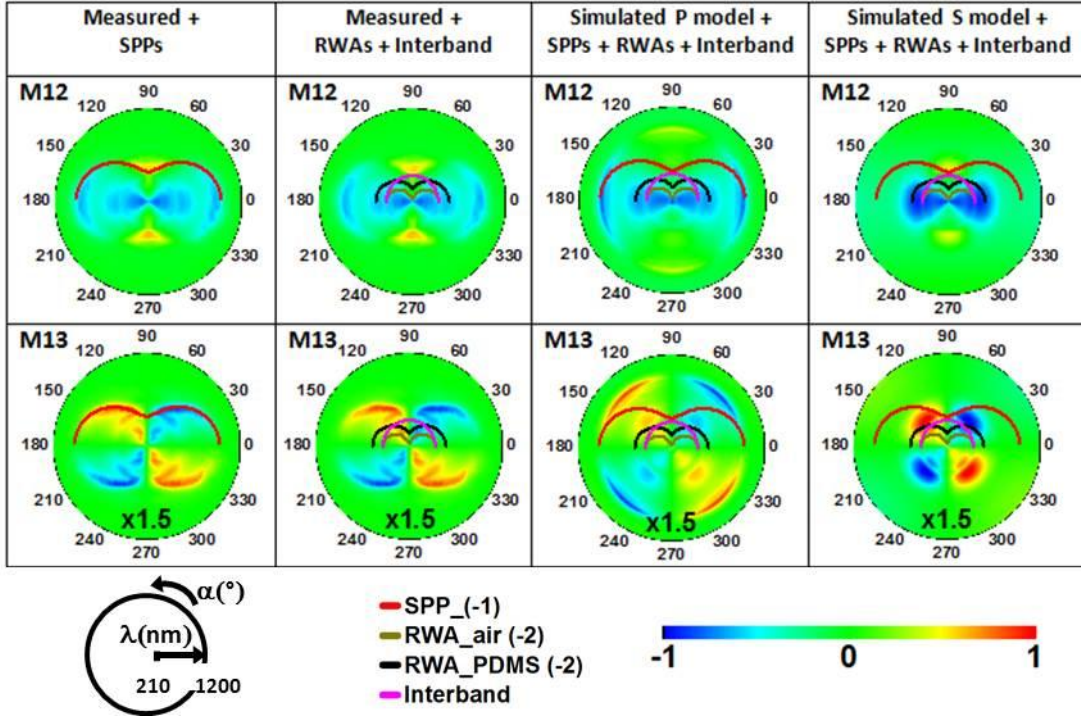 Measured + SPPs
Measured + RWAs + Interband
Simulated P model + SPPs + RWAs + Interband
Simulated S model + SPPs + RWAs + Interband
M12
90
120 60
150 30
180 0
210 330
240 300
270
M12
90
120 60
150 30
180 0
210 330
240 300
270
M12
90
120 60
150 30
180 0
210 330
240 300
270
M12
90
120 60
150 30
180 0
210 330
240 300
270
M13
90
120 60
150 30
180 0
210 330
x1.5
240 300
270
M13
90
120 60
150 30
180 0
210 330
240 300
270
M13
90
120 60
150 30
180 0
210 330
x1.5
240 300
270
M13
90
120 60
150 30
180 0
210 330
x1.5
240 300
270
α(°)
λ(nm)
210 1200
SPP_(-1)
RWA_air (-2)
RWA_PDMS (-2)
Interband
-1 0 1